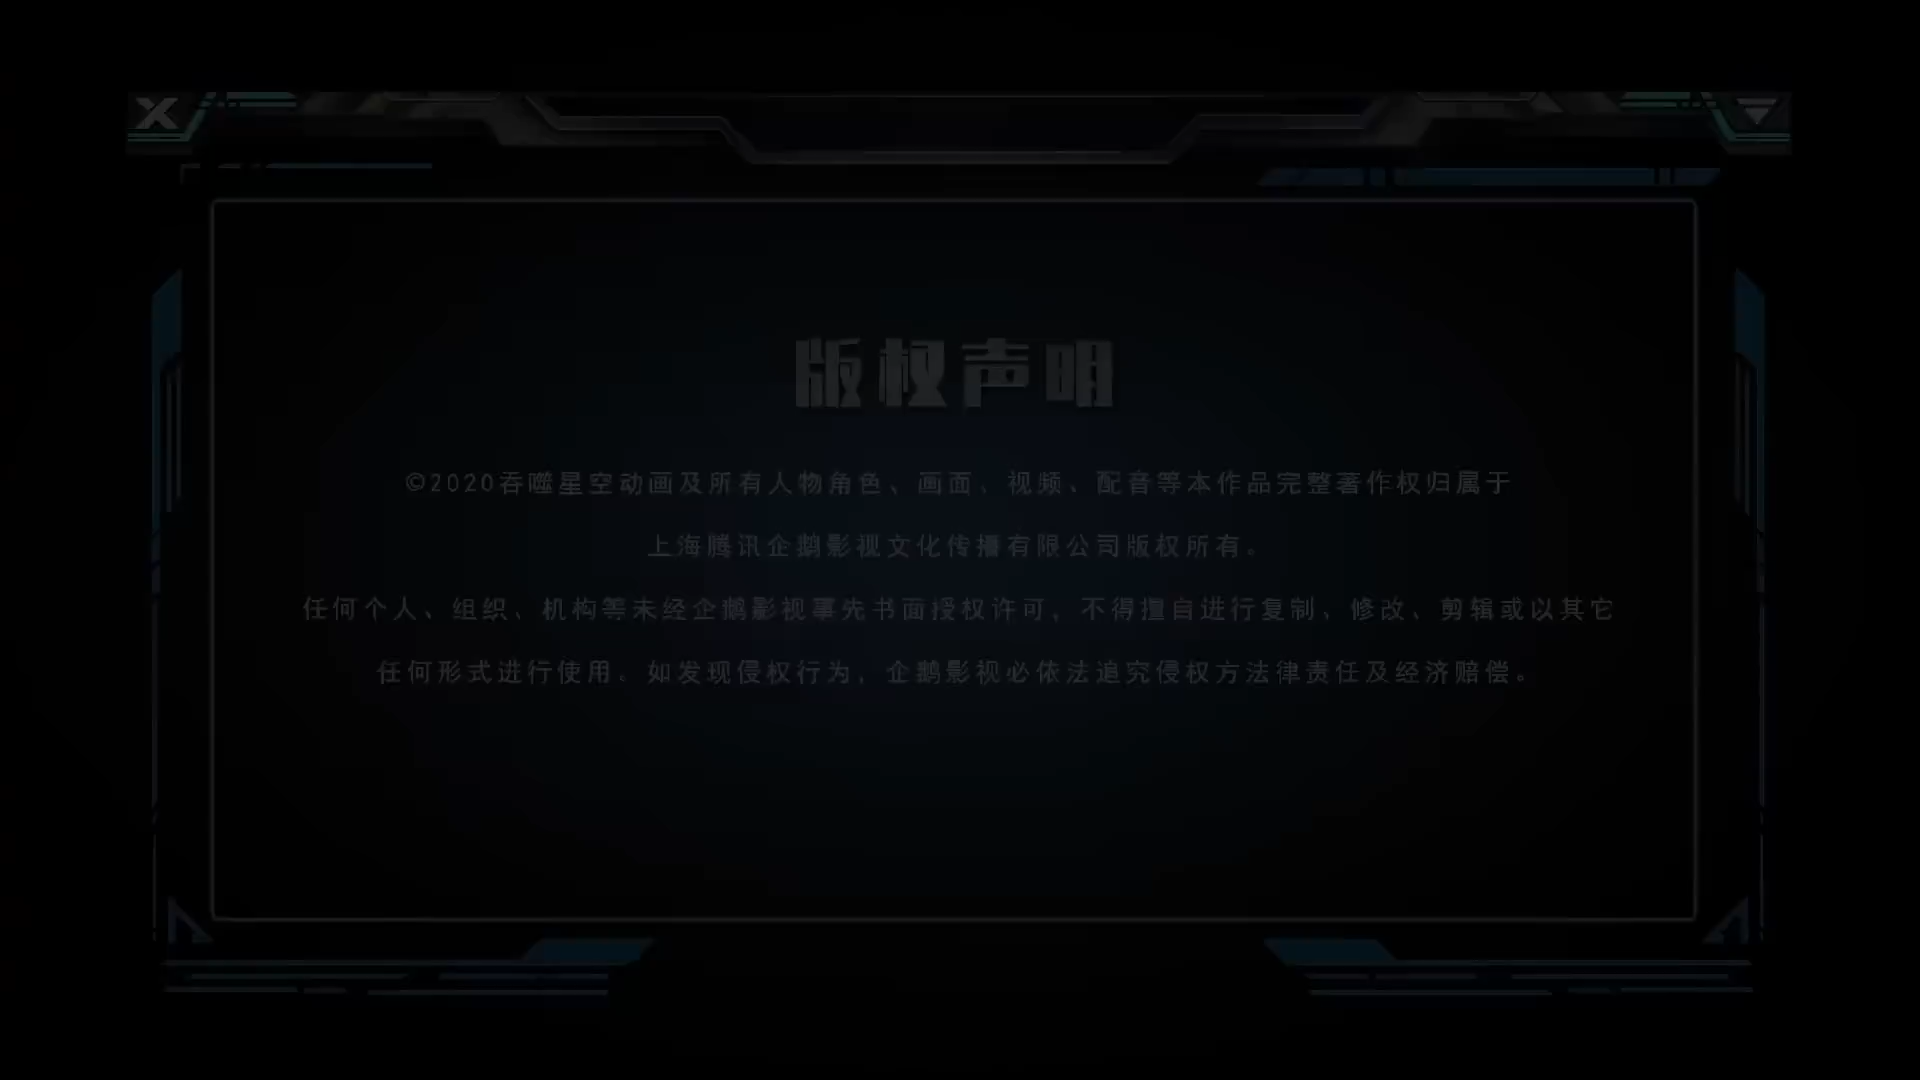 版权声明
©2020吞噬星空动画及所有人物角色、画面、视频、配音等本作品完整著作权归属于
上海腾讯企鹅影视文化传播有限公司版权所有。
任何个人、组织、机构等未经企鹅影视事先书面授权许可，不得擅自进行复制、修改、剪辑或以其它
任何形式进行使用。如发现侵权行为，企鹅影视必依法追究侵权方法律责任及经济赔偿。